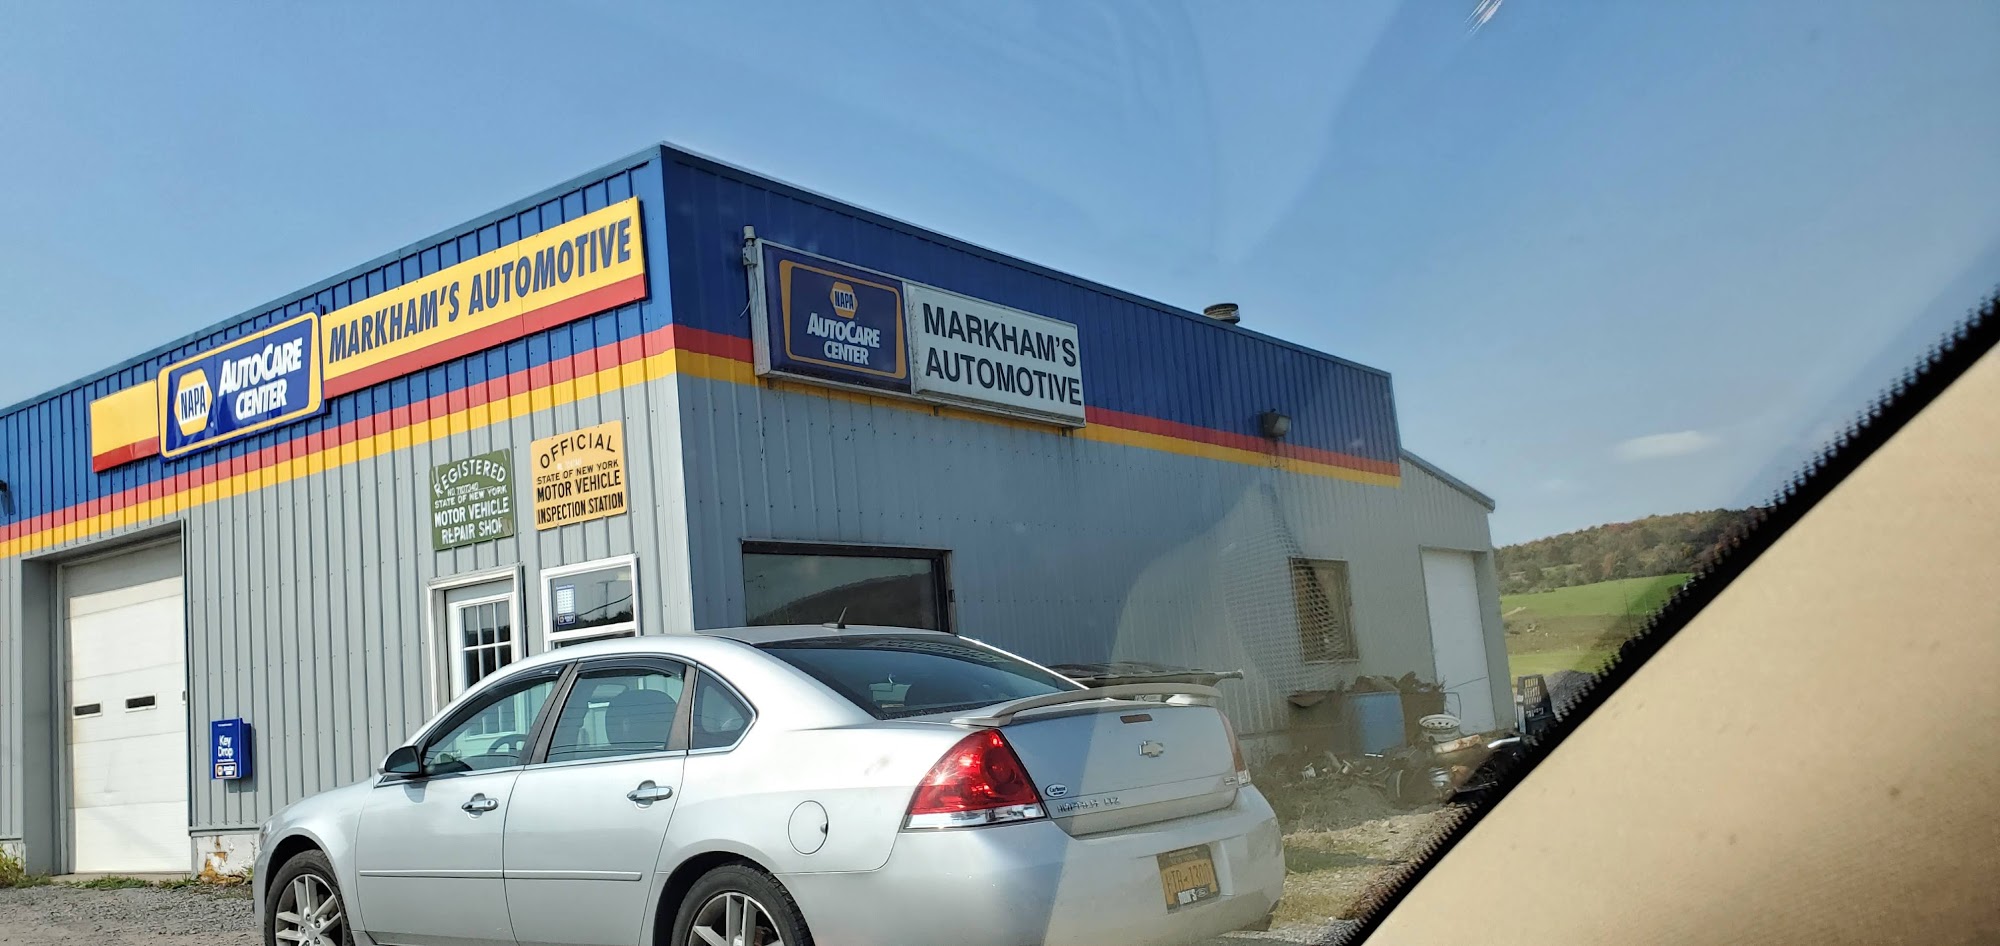 NAPA
AUTOCARE
CENTER
MARKHAM'S AUTOMOTIVE
NAPA
AUTOCARE
CENTER
MARKHAM'S
AUTOMOTIVE
REGISTERED
STATE OF NEW YORK
MOTOR VEHICLE
REPAIR SHOP
OFFICIAL
STATE OF NEW YORK
MOTOR VEHICLE
INSPECTION STATION
Key
Drop